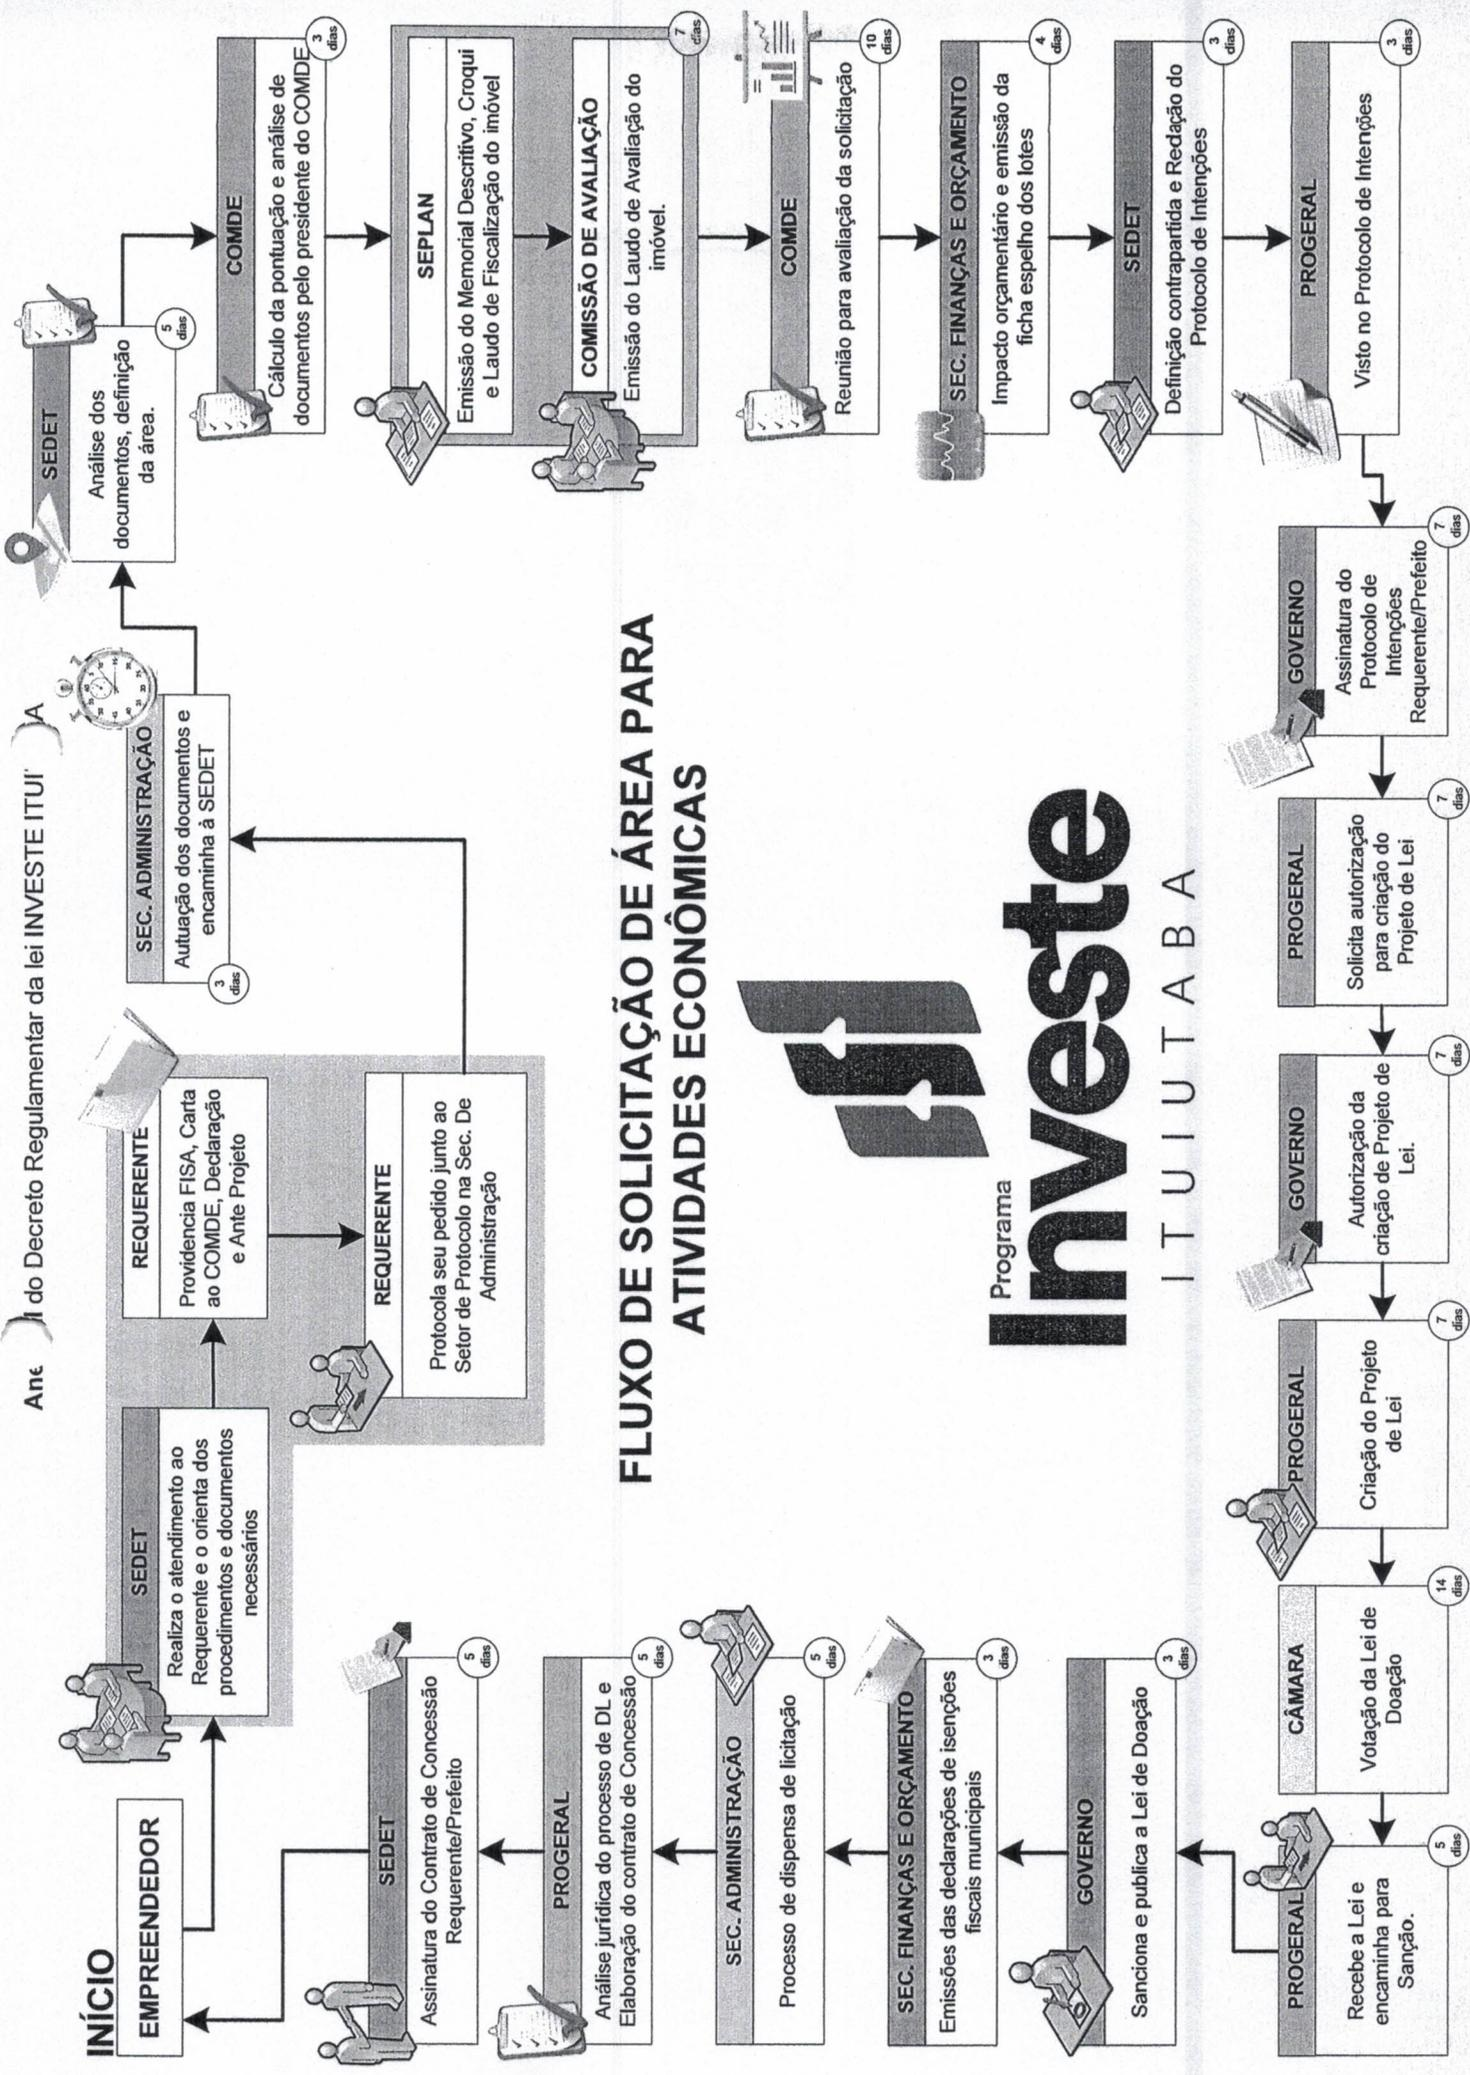 Ane
I do Decreto Regulamentar da lei INVESTE ITUI
A
INÍCIO
EMPREENDEDOR
SEDET
Realiza o atendimento ao
Requerente e o orienta dos
procedimentos e documentos
necessários
REQUERENTE
Providencia FISA, Carta
ao COMDE, Declaração
e Ante Projeto
REQUERENTE
Protocola seu pedido junto ao
Setor de Protocolo na Sec. De
Administração
SEC. ADMINISTRAÇÃO
Autuação dos documentos e
encaminha à SEDET
3
dias
SEDET
Análise dos
documentos, definição
da área.
5
dias
COMDE
Cálculo da pontuação e análise de
documentos pelo presidente do COMDE
3
dias
SEPLAN
Emissão do Memorial Descritivo, Croqui
e Laudo de Fiscalização do imóvel
COMISSÃO DE AVALIAÇÃO
Emissão do Laudo de Avaliação do
imóvel.
7
dias
COMDE
Reunião para avaliação da solicitação
10
dias
SEC. FINANÇAS E ORÇAMENTO
Impacto orçamentário e emissão da
ficha espelho dos lotes
4
dias
SEDET
Definição contrapartida e Redação do
Protocolo de Intenções
3
dias
PROGERAL
Visto no Protocolo de Intenções
3
dias
GOVERNO
Assinatura do
Protocolo de
Intenções
Requerente/Prefeito
7
dias
PROGERAL
Solicita autorização
para criação do
Projeto de Lei
7
dias
GOVERNO
Autorização da
criação de Projeto de
Lei.
7
dias
PROGERAL
Criação do Projeto
de Lei
7
dias
CÂMARA
Votação da Lei de
Doação
14
dias
PROGERAL
Recebe a Lei e
encaminha para
Sanção.
5
dias
GOVERNO
Sanciona e publica a Lei de Doação
3
dias
SEC. FINANÇAS E ORÇAMENTO
Emissões das declarações de isenções
fiscais municipais
3
dias
SEC. ADMINISTRAÇÃO
Processo de dispensa de licitação
5
dias
PROGERAL
Análise jurídica do processo de DL e
Elaboração do contrato de Concessão
5
dias
SEDET
Assinatura do Contrato de Concessão
Requerente/Prefeito
5
dias
FLUXO DE SOLICITAÇÃO DE ÁREA PARA
ATIVIDADES ECONÔMICAS
Programa
Investe
ITUIUTABA